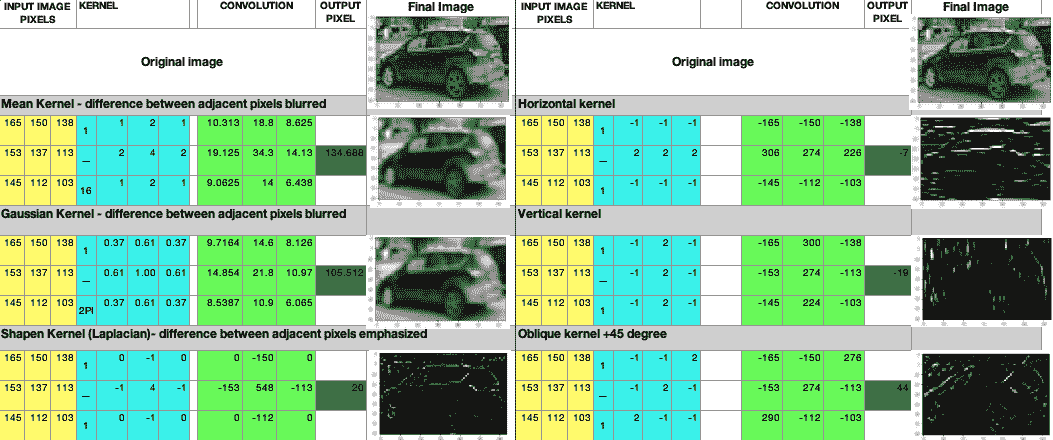 INPUT IMAGE PIXELS KERNEL CONVOLUTION OUTPUT PIXEL Final Image
Original image
Mean Kernel - difference between adjacent pixels blurred
165 150 138 1 1 2 1 10.313 18.8 8.625
153 137 113 — 2 4 2 19.125 34.3 14.13 134.688
145 112 103 16 1 2 1 9.0625 14 6.438
Gaussian Kernel - difference between adjacent pixels blurred
165 150 138 1 0.37 0.61 0.37 9.7164 14.6 8.126
153 137 113 — 0.61 1.00 0.61 14.854 21.8 10.97 105.512
145 112 103 2PI 0.37 0.61 0.37 8.5387 10.9 6.065
Shapen Kernel (Laplacian)- difference between adjacent pixels emphasized
165 150 138 1 0 -1 0 0 -150 0
153 137 113 — -1 4 -1 -153 548 -113 20
145 112 103 1 0 -1 0 0 -112 0
INPUT IMAGE PIXELS KERNEL CONVOLUTION OUTPUT PIXEL Final Image
Original image
Horizontal kernel
165 150 138 1 -1 -1 -1 -165 -150 -138
153 137 113 — 2 2 2 306 274 226 -7
145 112 103 1 -1 -1 -1 -145 -112 -103
Vertical kernel
165 150 138 1 -1 2 -1 -165 300 -138
153 137 113 — -1 2 -1 -153 274 -113 -19
145 112 103 1 -1 2 -1 -145 224 -103
Oblique kernel +45 degree
165 150 138 1 -1 -1 2 -165 -150 276
153 137 113 — -1 2 -1 -153 274 -113 44
145 112 103 1 2 -1 -1 290 -112 -103